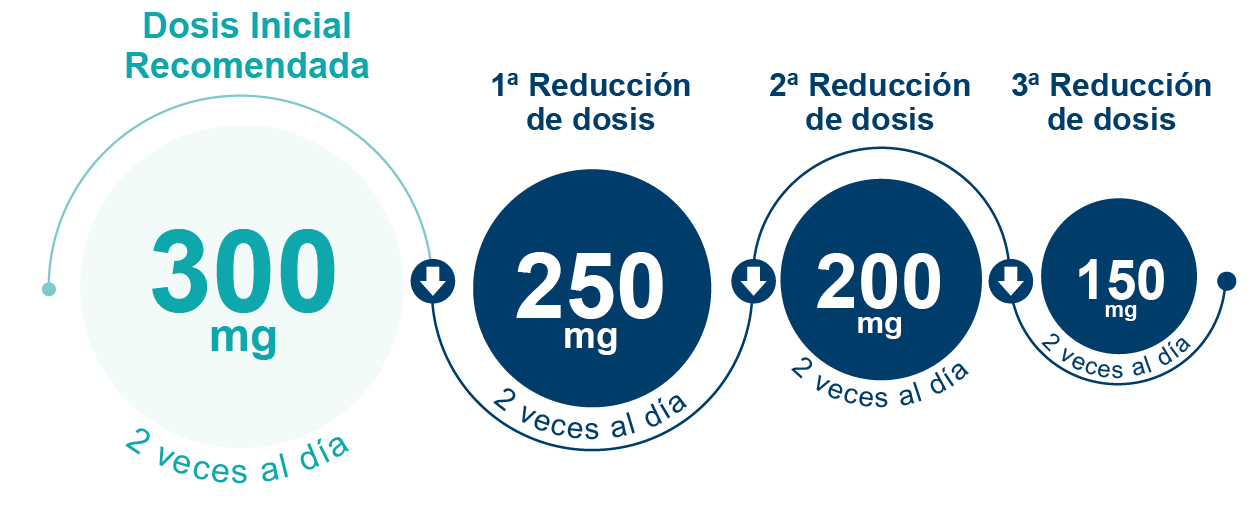 Dosis Inicial
Recomendada
300
mg
2 veces al día
1ª Reducción
de dosis
250
mg
2 veces al día
2ª Reducción
de dosis
200
mg
2 veces al día
3ª Reducción
de dosis
150
mg
2 veces al día